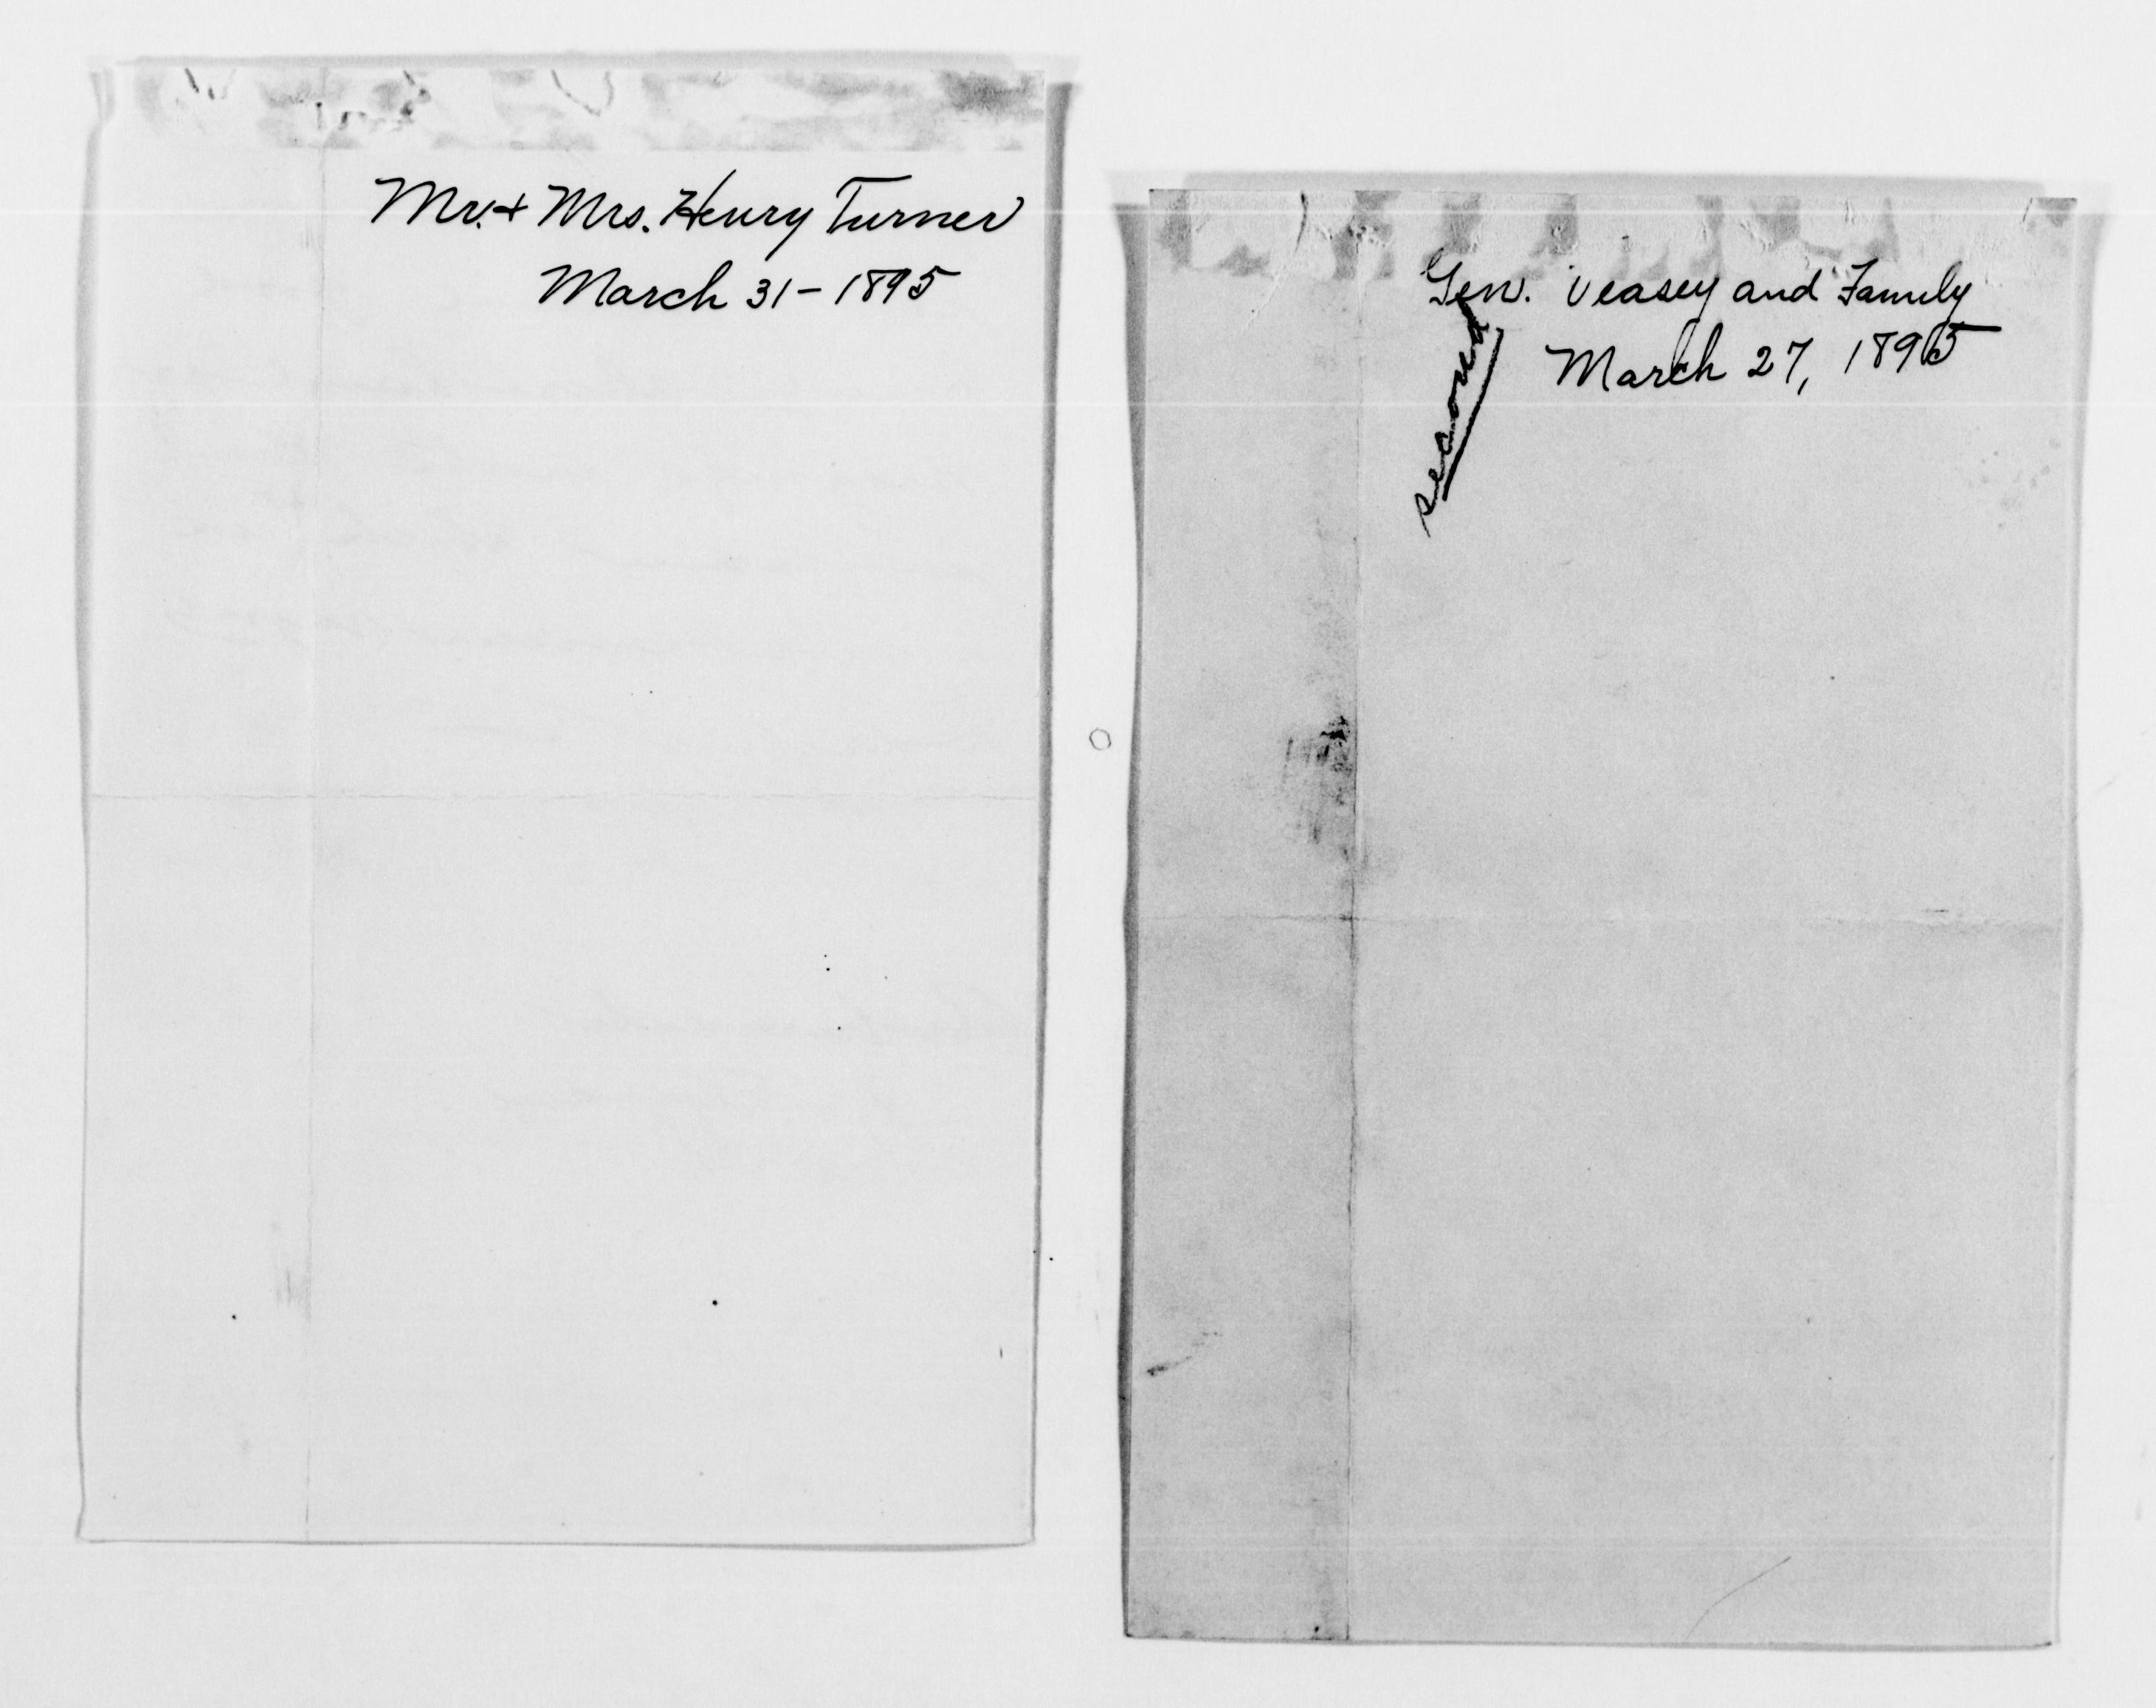 Mr. + Mrs. Henry Turner
March 31 - 1895
Gen. Veasey and Family
March 27, 1895
second